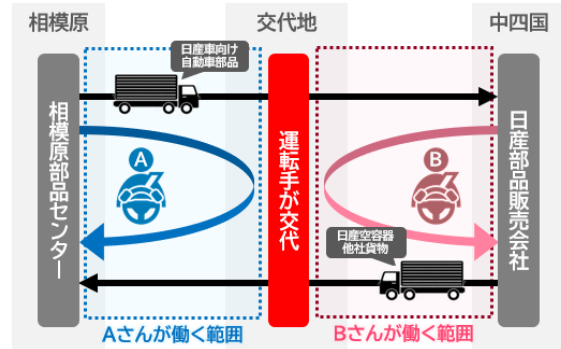 相模原
交代地
中四国
日産車向け
自動車部品
相模原部品センター
運転手が交代
日産部品販売会社
A
B
日産空容器
他社貨物
Aさんが働く範囲
Bさんが働く範囲